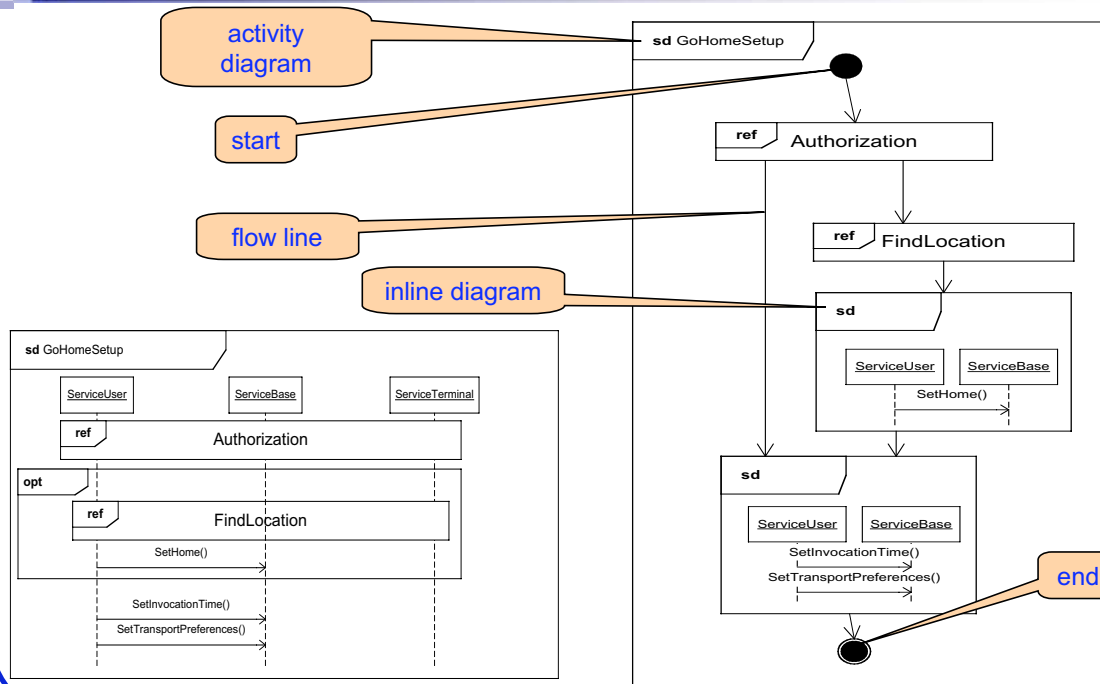 activity
diagram
start
flow line
inline diagram
end
sd GoHomeSetup
ref Authorization
ref FindLocation
sd
ServiceUser ServiceBase
SetHome()
sd
ServiceUser ServiceBase
SetInvocationTime()
SetTransportPreferences()
sd GoHomeSetup
ServiceUser ServiceBase ServiceTerminal
ref Authorization
opt
ref FindLocation
SetHome()
SetInvocationTime()
SetTransportPreferences()